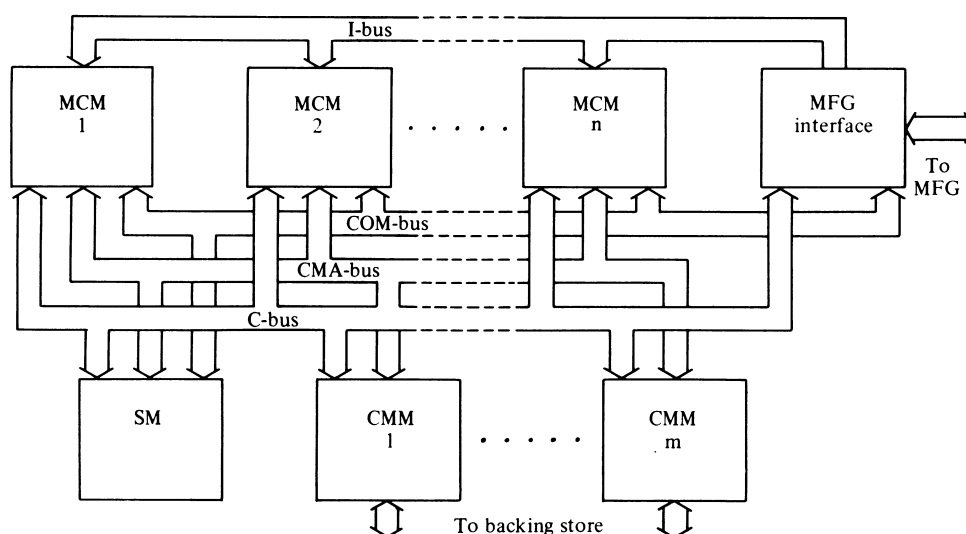 I-bus
MCM
1
MCM
2
. . . . .
MCM
n
MFG
interface
To
MFG
COM-bus
CMA-bus
C-bus
SM
CMM
1
. . . . .
CMM
m
To backing store